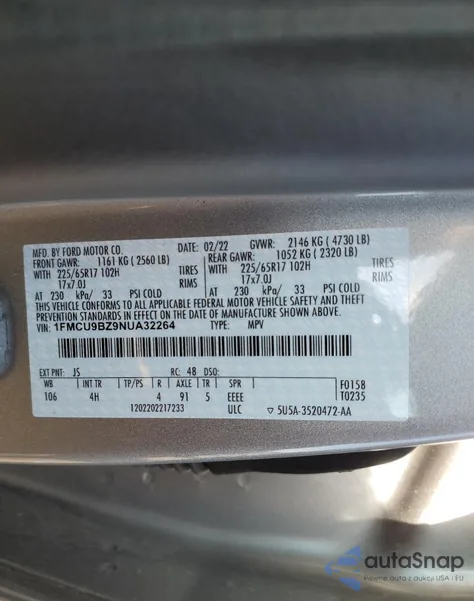 MFD. BY FORD MOTOR CO.
DATE: 02/22 GVWR: 2146 KG ( 4730 LB)
FRONT GAWR: 1161 KG ( 2560 LB) REAR GAWR: 1052 KG ( 2320 LB)
WITH 225/65R17 102H TIRES WITH 225/65R17 102H TIRES
17x7.0J RIMS 17x7.0J RIMS
AT 230 kPa/ 33 PSI COLD AT 230 kPa/ 33 PSI COLD
THIS VEHICLE CONFORMS TO ALL APPLICABLE FEDERAL MOTOR VEHICLE SAFETY AND THEFT
PREVENTION STANDARDS IN EFFECT ON THE DATE OF MANUFACTURE SHOWN ABOVE.
VIN: 1FMCU9BZ9NUA32264 TYPE: MPV
EXT PNT: JS RC: 48 DSO:
WB INT TR TP/PS R AXLE TR SPR F0158
106 4H 4 91 5 EEEE T0235
1202202217233 ULC ▽ 5U5A-3520472-AA
autoSnap
Pewne auto z aukcji USA i EU